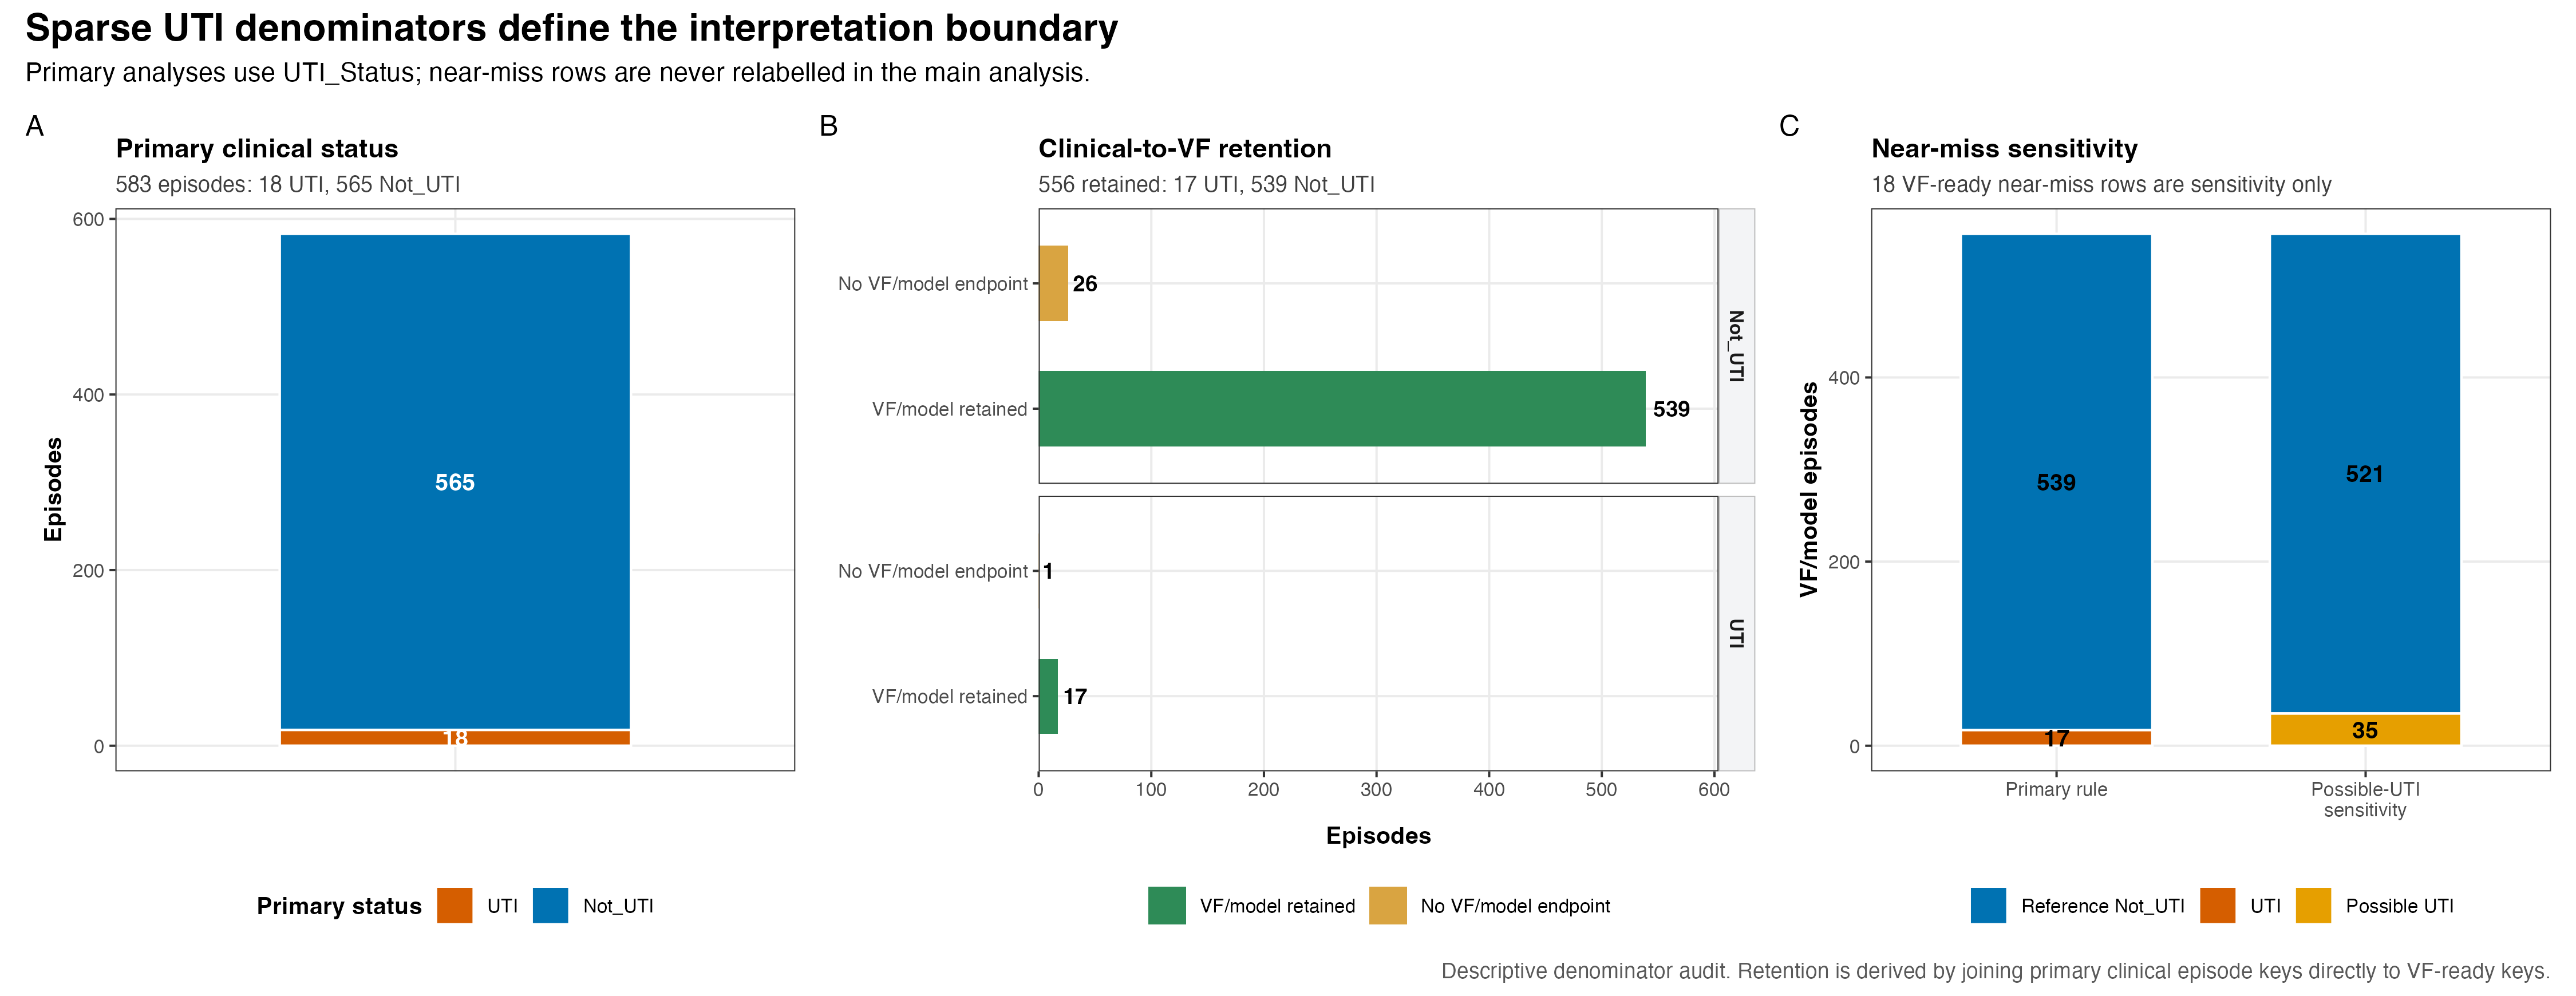 Sparse UTI denominators define the interpretation boundary
Primary analyses use UTI_Status; near-miss rows are never relabelled in the main analysis.
A
Primary clinical status
583 episodes: 18 UTI, 565 Not_UTI
Episodes
600
400
200
0
565
18
Primary status
UTI
Not_UTI
B
Clinical-to-VF retention
556 retained: 17 UTI, 539 Not_UTI
No VF/model endpoint
26
VF/model retained
539
Not_UTI
No VF/model endpoint
1
VF/model retained
17
UTI
0 100 200 300 400 500 600
Episodes
VF/model retained
No VF/model endpoint
C
Near-miss sensitivity
18 VF-ready near-miss rows are sensitivity only
VF/model episodes
400
200
0
539
17
521
35
Primary rule
Possible-UTI
sensitivity
Reference Not_UTI
UTI
Possible UTI
Descriptive denominator audit. Retention is derived by joining primary clinical episode keys directly to VF-ready keys.